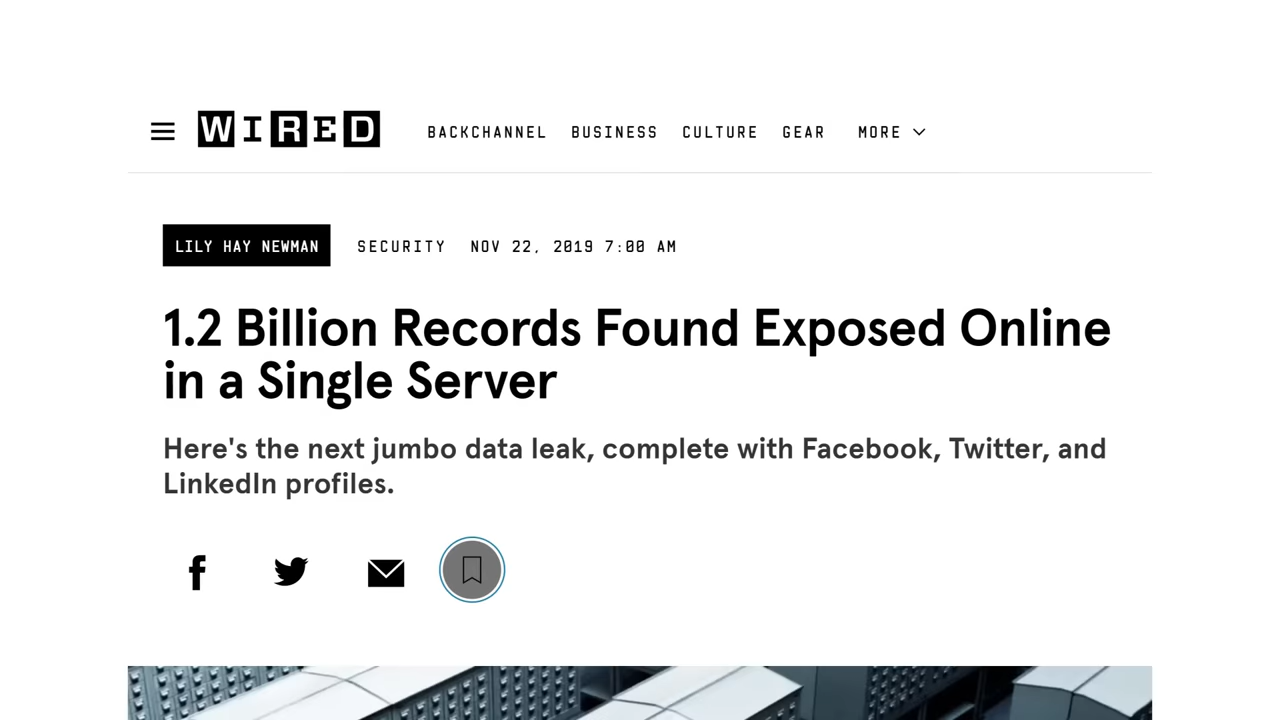 WIRED BACKCHANNEL BUSINESS CULTURE GEAR MORE
LILY HAY NEWMAN SECURITY NOV 22, 2019 7:00 AM
1.2 Billion Records Found Exposed Online
in a Single Server
Here's the next jumbo data leak, complete with Facebook, Twitter, and
LinkedIn profiles.